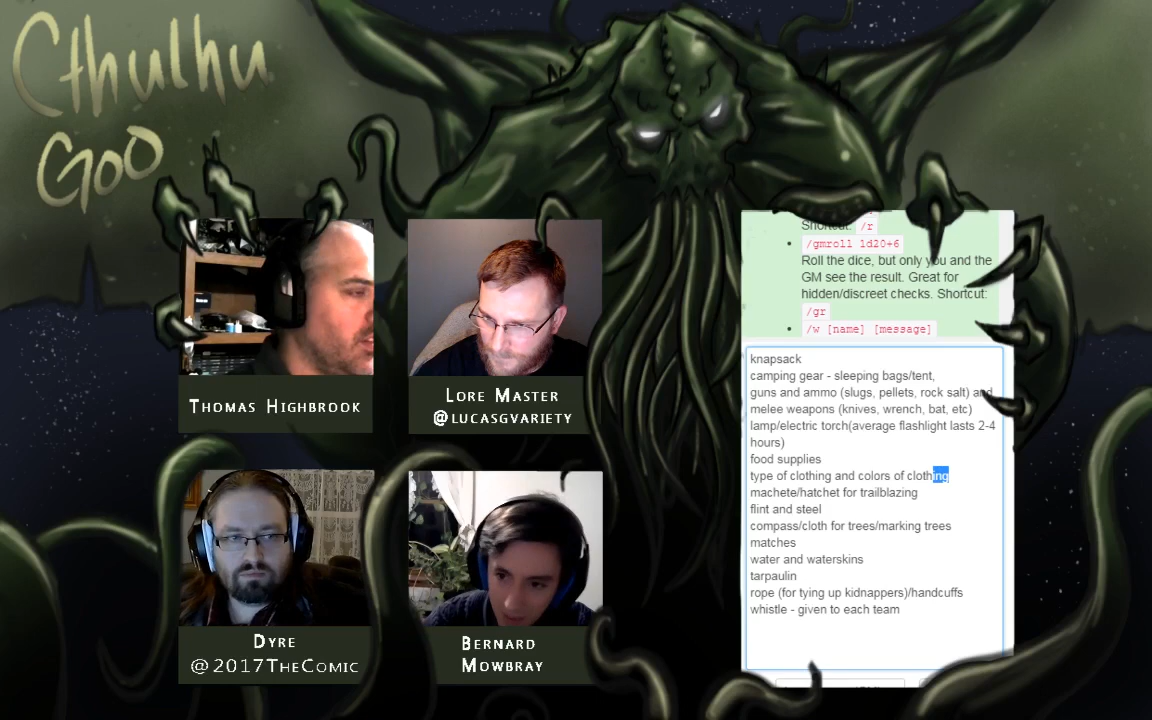 Cthulhu
Goo
Thomas Highbrook
Lore Master
@lucasgvariety
Dyre
@2017TheComic
Bernard
Mowbray
Shortcut: /r
/gmroll 1d20+6
Roll the dice, but only you and the
GM see the result. Great for
hidden/discreet checks. Shortcut:
/gr
/w [name] [message]
knapsack
camping gear - sleeping bags/tent,
guns and ammo (slugs, pellets, rock salt) and
melee weapons (knives, wrench, bat, etc)
lamp/electric torch(average flashlight lasts 2-4
hours)
food supplies
type of clothing and colors of clothing
machete/hatchet for trailblazing
flint and steel
compass/cloth for trees/marking trees
matches
water and waterskins
tarpaulin
rope (for tying up kidnappers)/handcuffs
whistle - given to each team